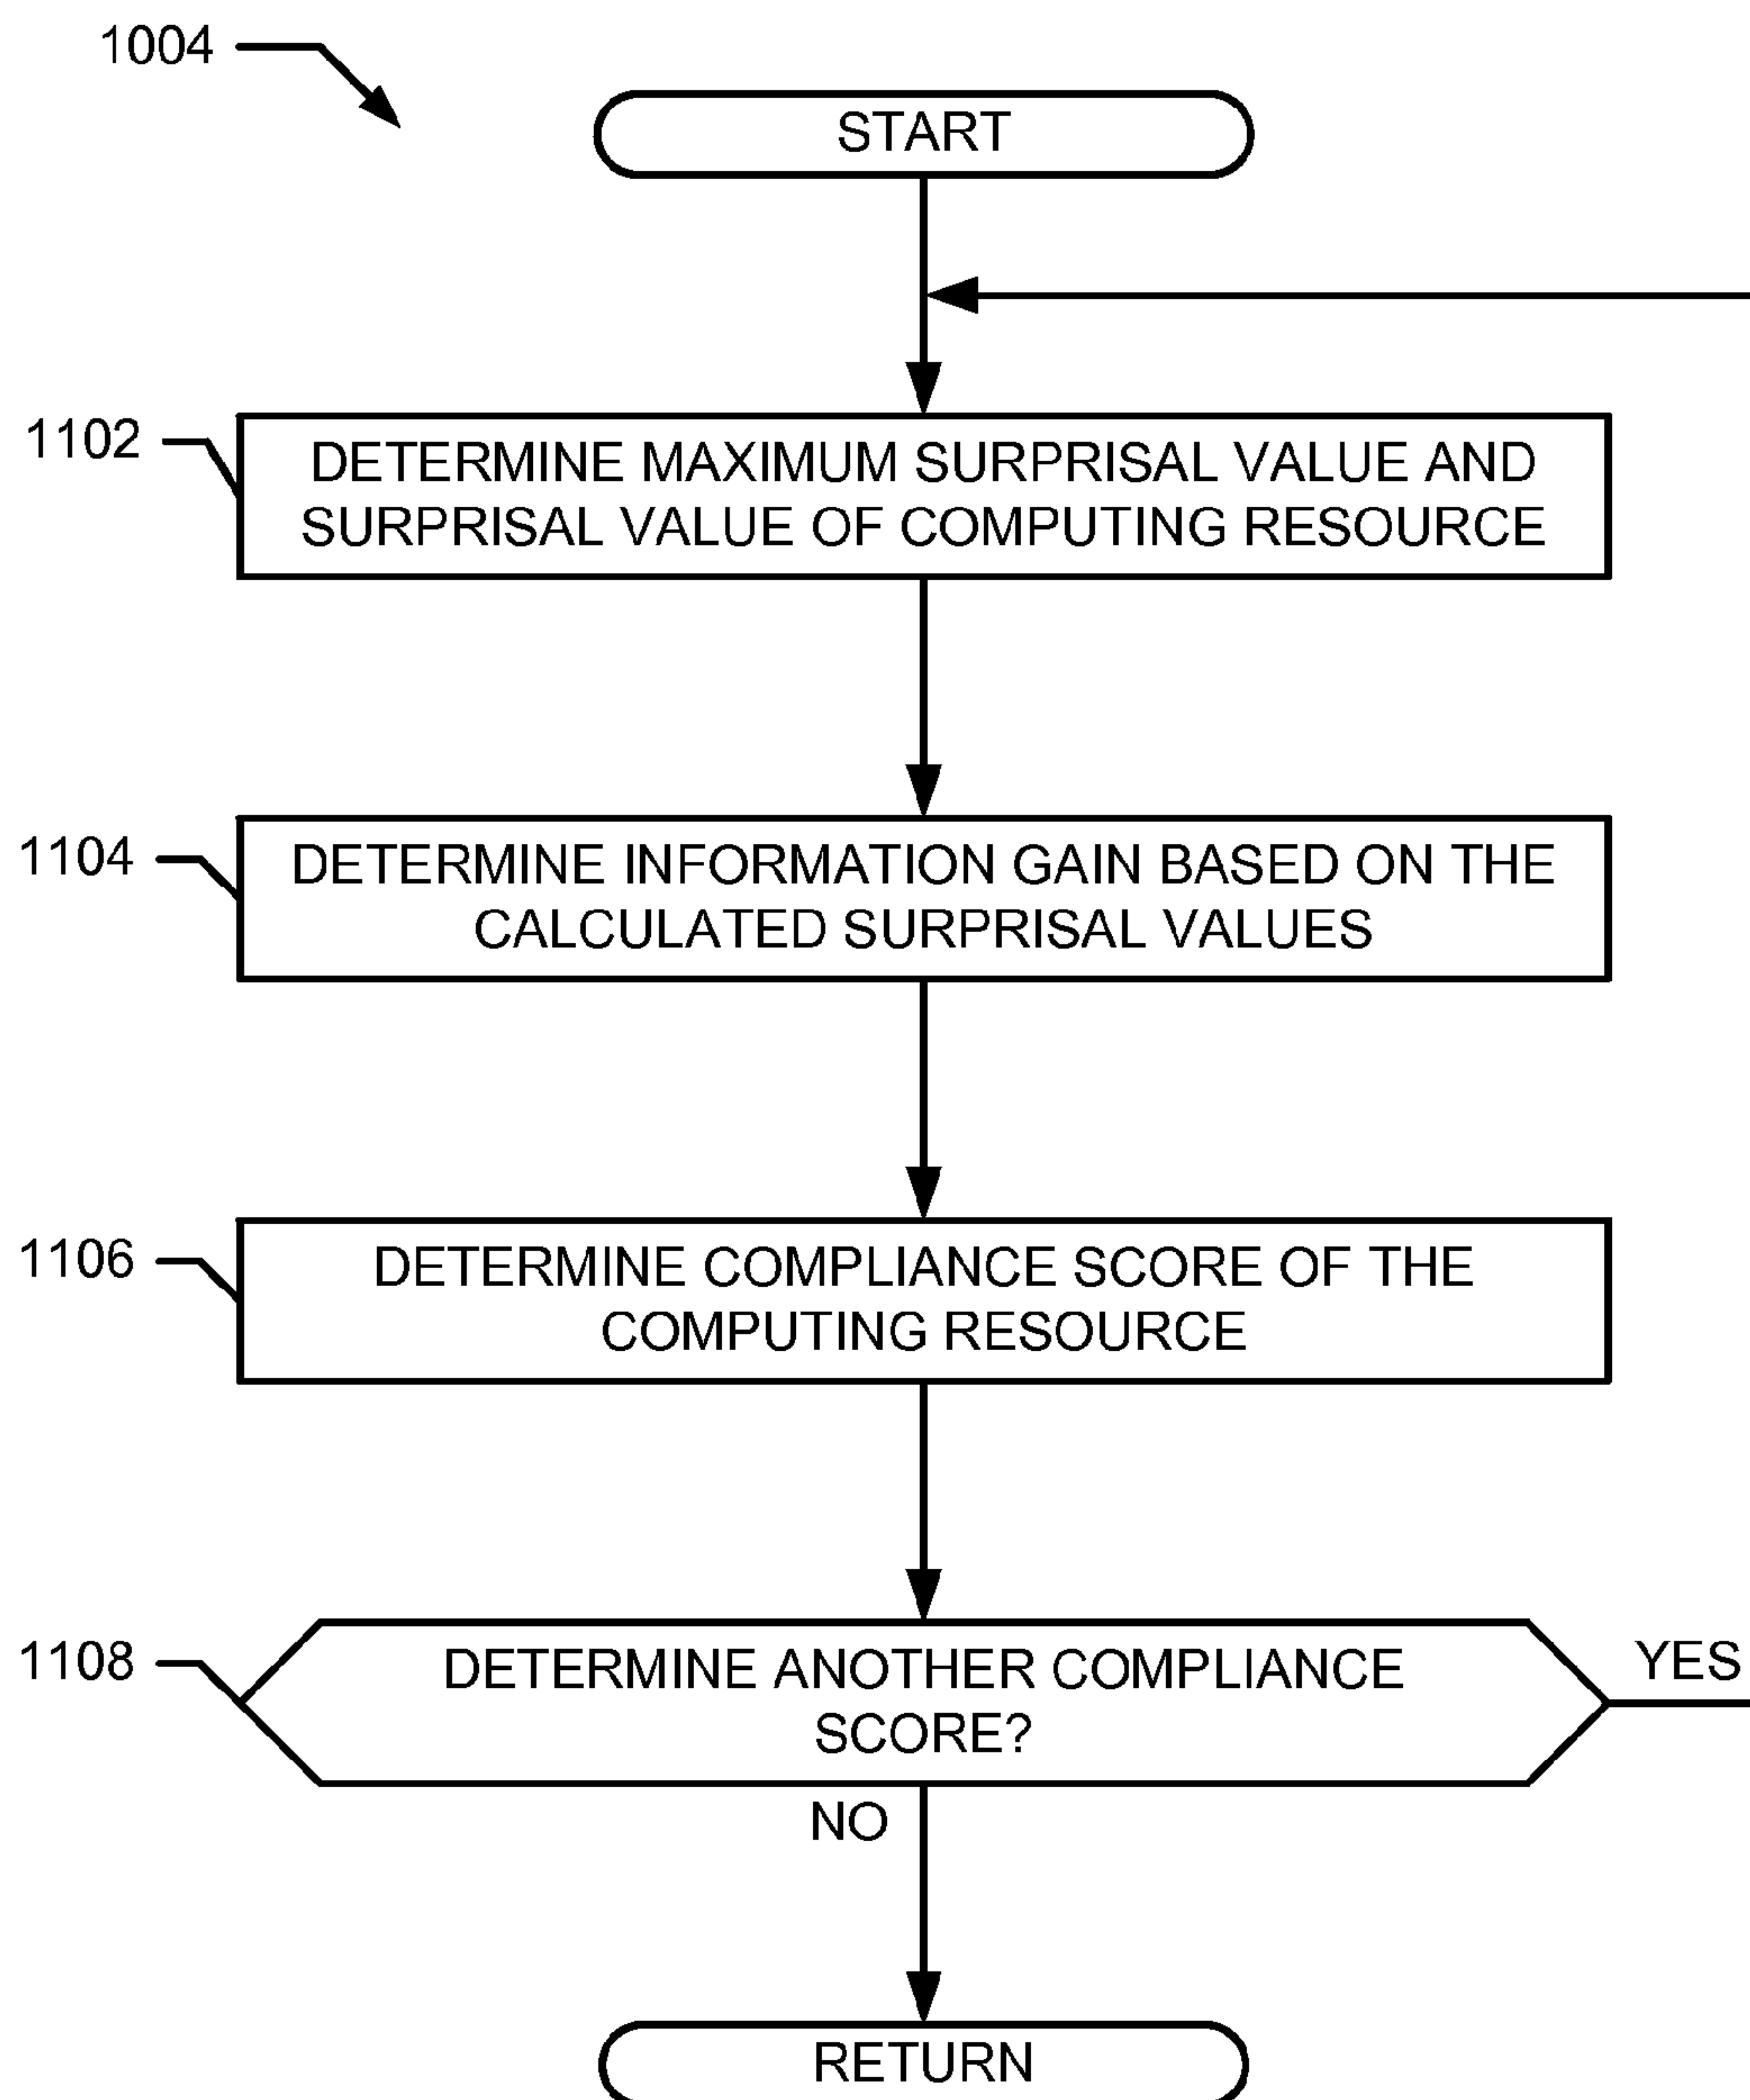 1004
START
1102
DETERMINE MAXIMUM SURPRISAL VALUE AND
SURPRISAL VALUE OF COMPUTING RESOURCE
1104
DETERMINE INFORMATION GAIN BASED ON THE
CALCULATED SURPRISAL VALUES
1106
DETERMINE COMPLIANCE SCORE OF THE
COMPUTING RESOURCE
1108
DETERMINE ANOTHER COMPLIANCE
SCORE?
YES
NO
RETURN